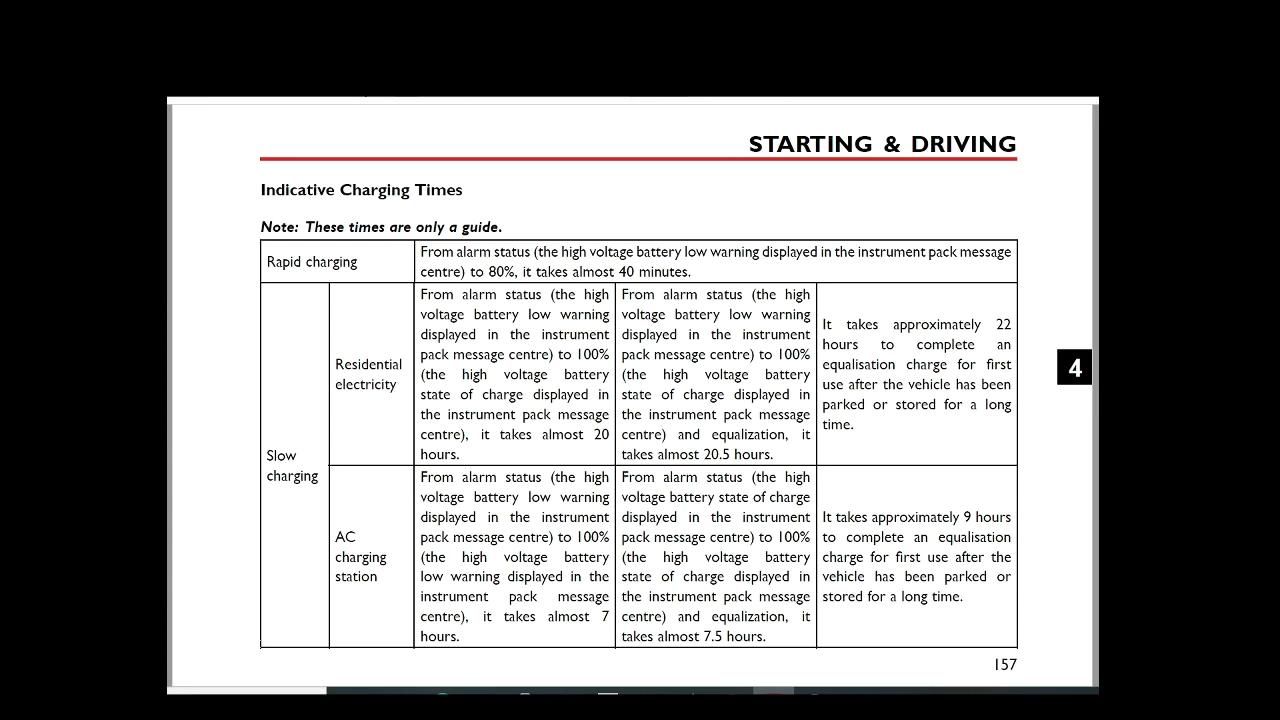 STARTING & DRIVING
Indicative Charging Times
Note: These times are only a guide.
Rapid charging
From alarm status (the high voltage battery low warning displayed in the instrument pack message
centre) to 80%, it takes almost 40 minutes.
Slow
charging
Residential
electricity
From alarm status (the high
voltage battery low warning
displayed in the instrument
pack message centre) to 100%
(the high voltage battery
state of charge displayed in
the instrument pack message
centre), it takes almost 20
hours.
From alarm status (the high
voltage battery low warning
displayed in the instrument
pack message centre) to 100%
(the high voltage battery
state of charge displayed in
the instrument pack message
centre) and equalization, it
takes almost 20.5 hours.
It takes approximately 22
hours to complete an
equalisation charge for first
use after the vehicle has been
parked or stored for a long
time.
AC
charging
station
From alarm status (the high
voltage battery low warning
displayed in the instrument
pack message centre) to 100%
(the high voltage battery
low warning displayed in the
instrument pack message
centre), it takes almost 7
hours.
From alarm status (the high
voltage battery state of charge
displayed in the instrument
pack message centre) to 100%
(the high voltage battery
state of charge displayed in
the instrument pack message
centre) and equalization, it
takes almost 7.5 hours.
It takes approximately 9 hours
to complete an equalisation
charge for first use after the
vehicle has been parked or
stored for a long time.
4
157